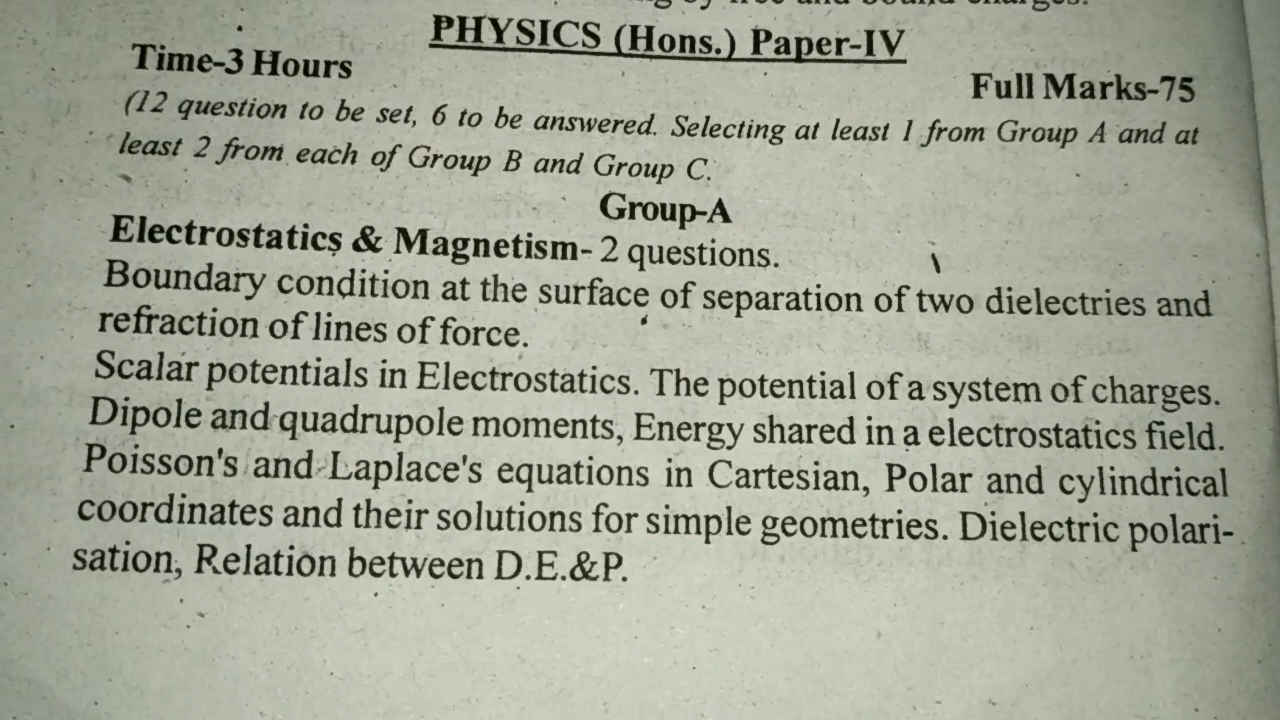 PHYSICS (Hons.) Paper-IV
Time-3 Hours
Full Marks-75
(12 question to be set, 6 to be answered. Selecting at least 1 from Group A and at
least 2 from each of Group B and Group C.
Group-A
Electrostatics & Magnetism- 2 questions.
Boundary condition at the surface of separation of two dielectries and
refraction of lines of force.
Scalar potentials in Electrostatics. The potential of a system of charges.
Dipole and quadrupole moments, Energy shared in a electrostatics field.
Poisson's and Laplace's equations in Cartesian, Polar and cylindrical
coordinates and their solutions for simple geometries. Dielectric polari-
sation, Relation between D.E.&P.